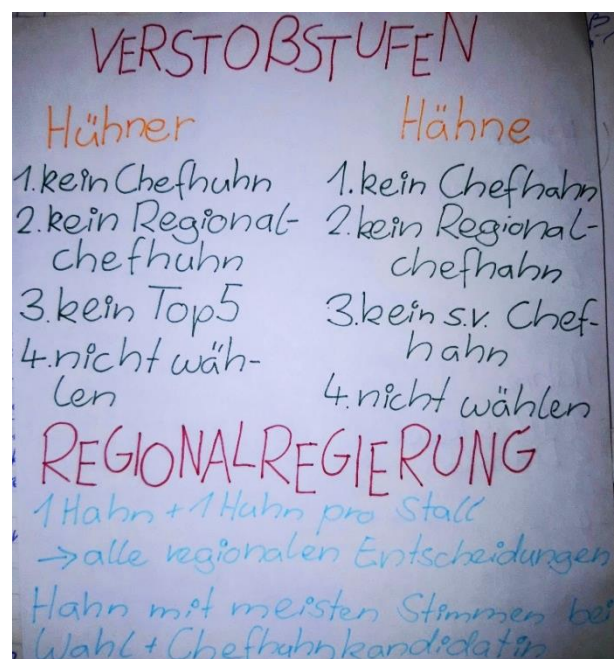 VERSTOßSTUFEN
Hühner
1. kein Chefhuhn
2. kein Regional-
chefhuhn
3. kein Top5
4. nicht wäh-
len
Hähne
1. kein Chefhahn
2. kein Regional-
chefhahn
3. kein s.v. Chef-
hahn
4. nicht wählen
REGIONALREGIERUNG
1 Hahn + 1 Huhn pro Stall
→ alle regionalen Entscheidungen
Hahn mit meisten Stimmen bei
Wahl + Chefhuhnkandidatin